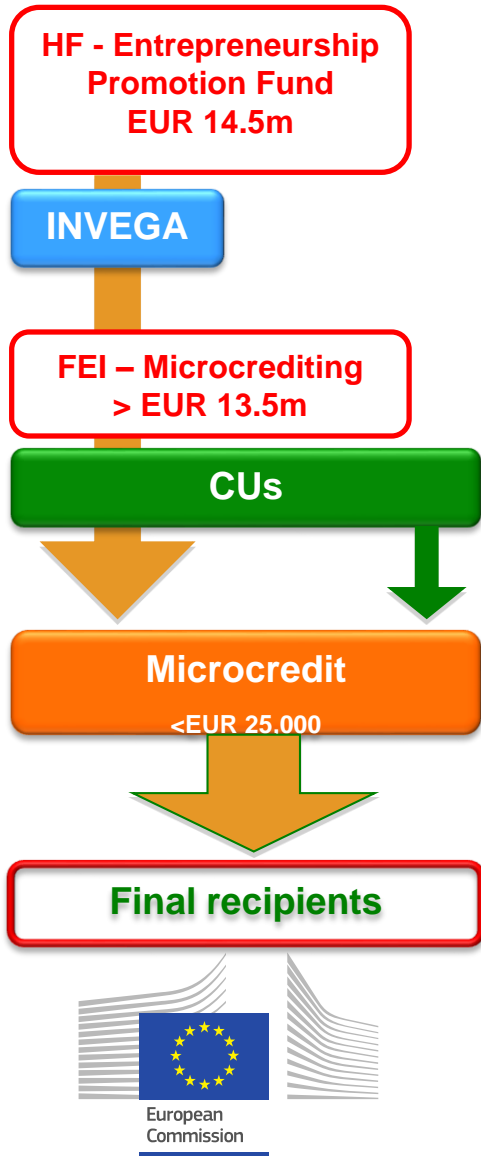 HF - Entrepreneurship
Promotion Fund
EUR 14.5m
INVEGA
FEI – Microcrediting
> EUR 13.5m
CUs
Microcredit
<EUR 25,000
Final recipients
European
Commission